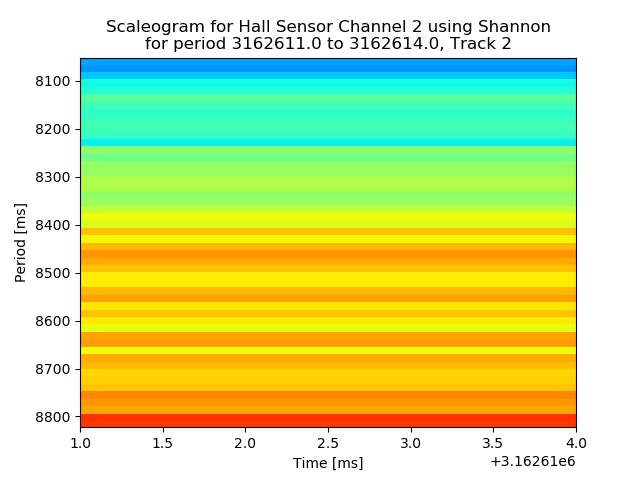 Scaleogram for Hall Sensor Channel 2 using Shannon
for period 3162611.0 to 3162614.0, Track 2
Period [ms]
8100
8200
8300
8400
8500
8600
8700
8800
1.0 1.5 2.0 2.5 3.0 3.5 4.0
Time [ms]
+3.16261e6